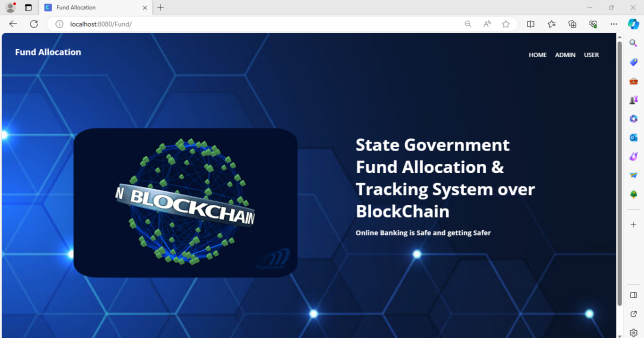 Fund Allocation
localhost:8080/Fund/
Fund Allocation
HOME ADMIN USER
N BLOCKCHAIN
State Government
Fund Allocation &
Tracking System over
BlockChain
Online Banking is Safe and getting Safer